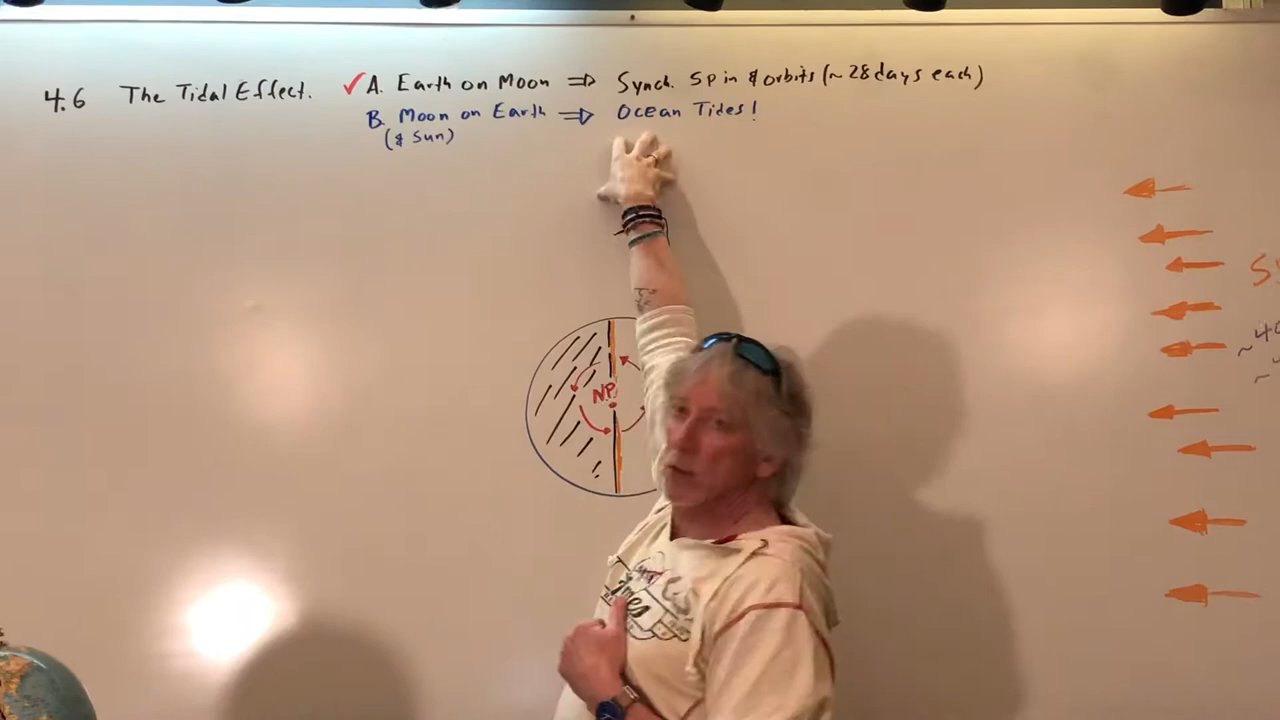 4.6 The Tidal Effect. ✓ A. Earth on Moon ⇒ Synch. Spin & orbits (~28 days each)
B. Moon on Earth ⇒ Ocean Tides!
(& Sun)
NP